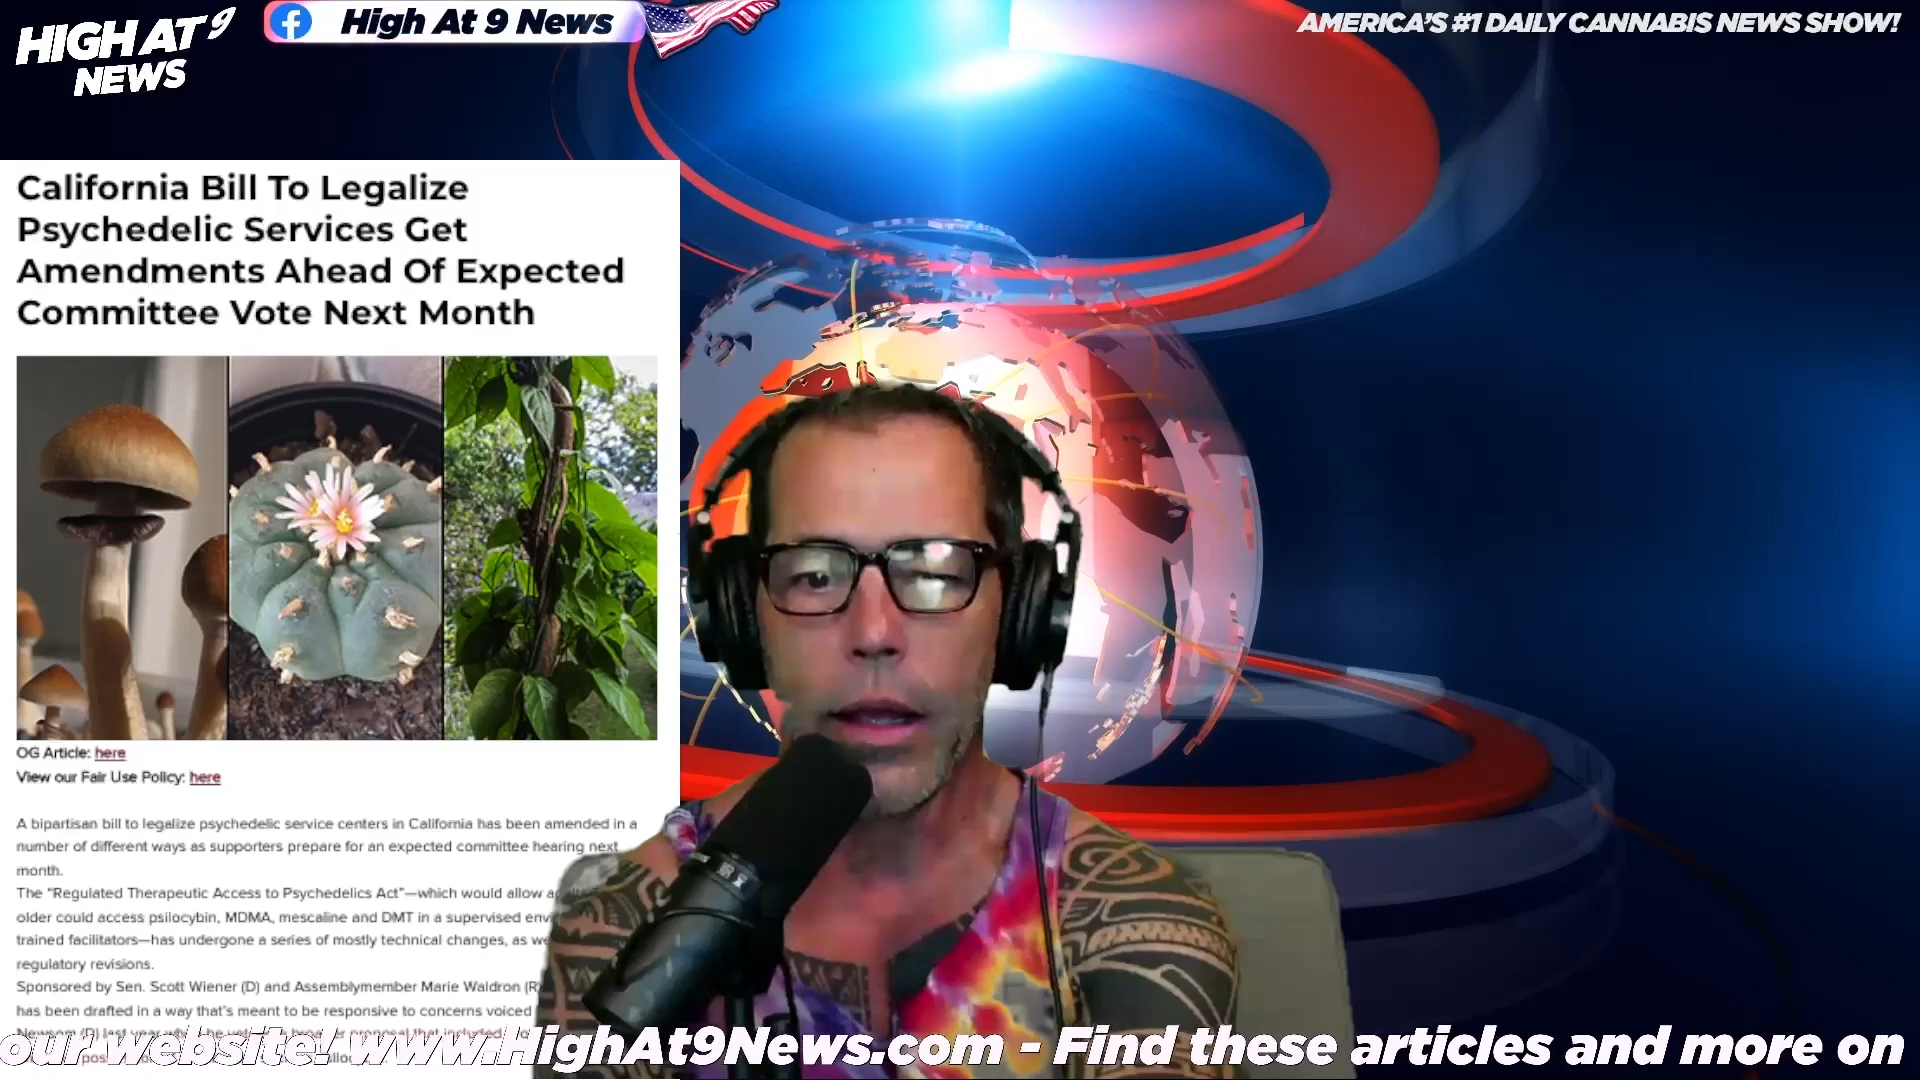 HIGH AT 9
NEWS
High At 9 News
AMERICA'S #1 DAILY CANNABIS NEWS SHOW!
California Bill To Legalize
Psychedelic Services Get
Amendments Ahead Of Expected
Committee Vote Next Month
OG Article: here
View our Fair Use Policy: here
A bipartisan bill to legalize psychedelic service centers in California has been amended in a
number of different ways as supporters prepare for an expected committee hearing next
month.
The "Regulated Therapeutic Access to Psychedelics Act"—which would allow
older could access psilocybin, MDMA, mescaline and DMT in a supervised
trained facilitators—has undergone a series of mostly technical changes, as
regulatory revisions.
Sponsored by Sen. Scott Wiener (D) and Assemblymember Marie Waldron (R)
has been drafted in a way that's meant to be responsive to concerns voiced
our website! www.HighAt9News.com - Find these articles and more on